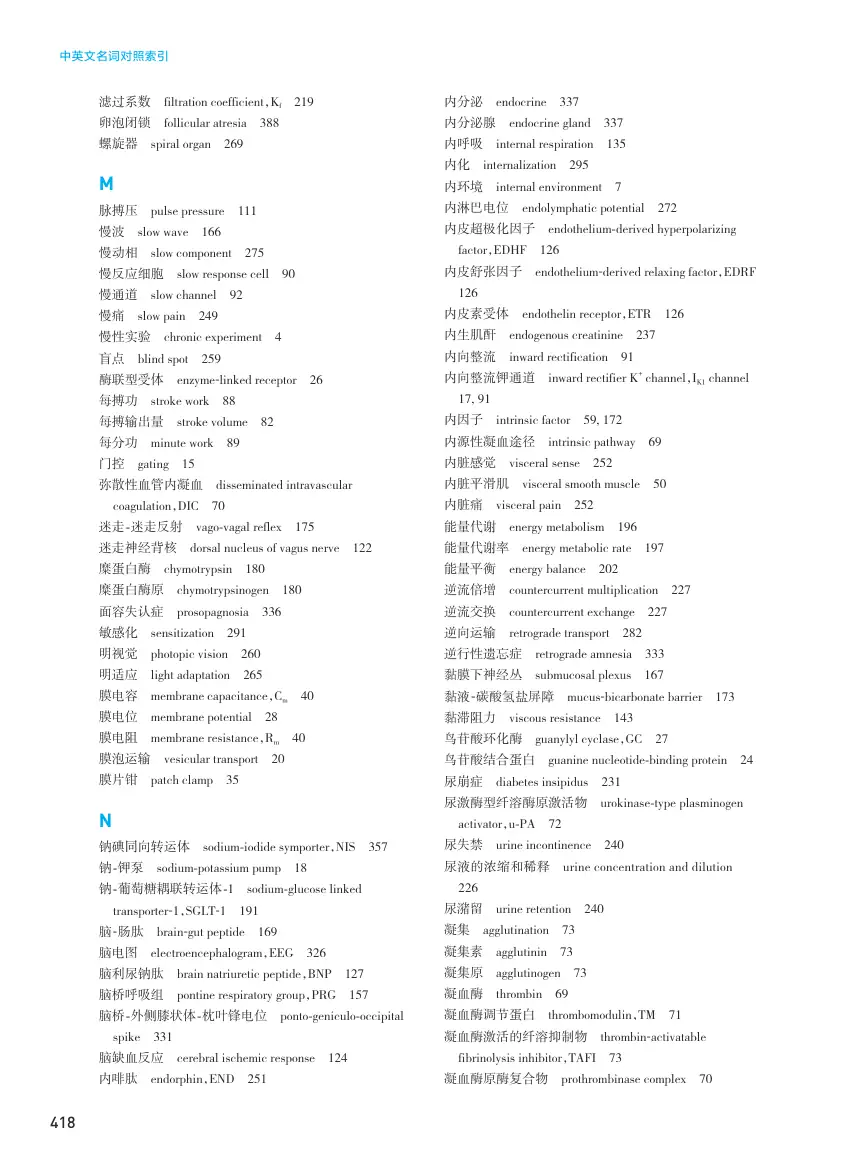 中英文名词对照索引
滤过系数 filtration coefficient,Kf 219
卵泡闭锁 follicular atresia 388
螺旋器 spiral organ 269
M
脉搏压 pulse pressure 111
慢波 slow wave 166
慢动相 slow component 275
慢反应细胞 slow response cell 90
慢通道 slow channel 92
慢痛 slow pain 249
慢性实验 chronic experiment 4
盲点 blind spot 259
酶联型受体 enzyme-linked receptor 26
每搏功 stroke work 88
每搏输出量 stroke volume 82
每分功 minute work 89
门控 gating 15
弥散性血管内凝血 disseminated intravascular
coagulation,DIC 70
迷走-迷走反射 vago-vagal reflex 175
迷走神经背核 dorsal nucleus of vagus nerve 122
糜蛋白酶 chymotrypsin 180
糜蛋白酶原 chymotrypsinogen 180
面容失认症 prosopagnosia 336
敏感化 sensitization 291
明视觉 photopic vision 260
明适应 light adaptation 265
膜电容 membrane capacitance,Cm 40
膜电位 membrane potential 28
膜电阻 membrane resistance,Rm 40
膜泡运输 vesicular transport 20
膜片钳 patch clamp 35
N
钠碘同向转运体 sodium-iodide symporter,NIS 357
钠-钾泵 sodium-potassium pump 18
钠-葡萄糖耦联转运体-1 sodium-glucose linked
transporter-1,SGLT-1 191
脑-肠肽 brain-gut peptide 169
脑电图 electroencephalogram,EEG 326
脑利尿钠肽 brain natriuretic peptide,BNP 127
脑桥呼吸组 pontine respiratory group,PRG 157
脑桥-外侧膝状体-枕叶锋电位 ponto-geniculo-occipital
spike 331
脑缺血反应 cerebral ischemic response 124
内啡肽 endorphin,END 251
内分泌 endocrine 337
内分泌腺 endocrine gland 337
内呼吸 internal respiration 135
内化 internalization 295
内环境 internal environment 7
内淋巴电位 endolymphatic potential 272
内皮超极化因子 endothelium-derived hyperpolarizing
factor,EDHF 126
内皮舒张因子 endothelium-derived relaxing factor,EDRF
126
内皮素受体 endothelin receptor,ETR 126
内生肌酐 endogenous creatinine 237
内向整流 inward rectification 91
内向整流钾通道 inward rectifier K+ channel,IK1 channel
17, 91
内因子 intrinsic factor 59, 172
内源性凝血途径 intrinsic pathway 69
内脏感觉 visceral sense 252
内脏平滑肌 visceral smooth muscle 50
内脏痛 visceral pain 252
能量代谢 energy metabolism 196
能量代谢率 energy metabolic rate 197
能量平衡 energy balance 202
逆流倍增 countercurrent multiplication 227
逆流交换 countercurrent exchange 227
逆向运输 retrograde transport 282
逆行性遗忘症 retrograde amnesia 333
黏膜下神经丛 submucosal plexus 167
黏液-碳酸氢盐屏障 mucus-bicarbonate barrier 173
黏滞阻力 viscous resistance 143
鸟苷酸环化酶 guanylyl cyclase,GC 27
鸟苷酸结合蛋白 guanine nucleotide-binding protein 24
尿崩症 diabetes insipidus 231
尿激酶型纤溶酶原激活物 urokinase-type plasminogen
activator,u-PA 72
尿失禁 urine incontinence 240
尿液的浓缩和稀释 urine concentration and dilution
226
尿潴留 urine retention 240
凝集 agglutination 73
凝集素 agglutinin 73
凝集原 agglutinogen 73
凝血酶 thrombin 69
凝血酶调节蛋白 thrombomodulin,TM 71
凝血酶激活的纤溶抑制物 thrombin-activatable
fibrinolysis inhibitor,TAFI 73
凝血酶原酶复合物 prothrombinase complex 70
418